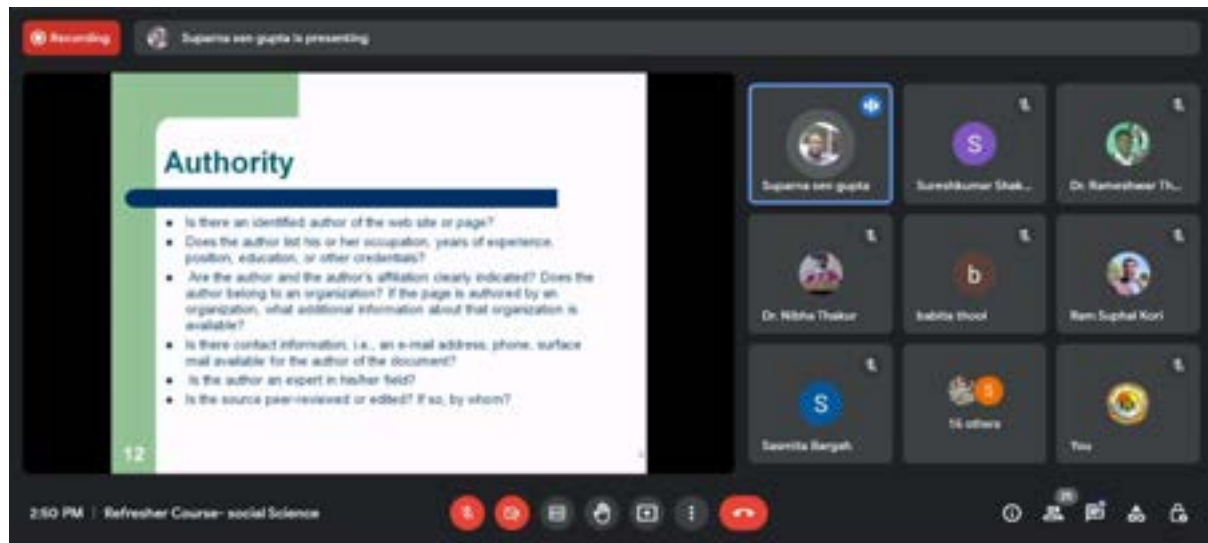 Recording
Suparna sen gupta is presenting
Authority
Is there an identified author of the web site or page?
Does the author list his or her occupation, years of experience,
position, education, or other credentials?
Are the author and the author's affiliation clearly indicated? Does the
author belong to an organization? If the page is authored by an
organization, what additional information about that organization is
available?
Is there contact information, i.e., an e-mail address, phone, surface
mail available for the author of the document?
Is the author an expert in his/her field?
Is the source peer-reviewed or edited? If so, by whom?
12
Suparna sen gupta
S
Sureshkumar Shak...
Dr. Rameshwar Th...
Dr. Nibha Thakur
b
babita thool
Ram Suphal Kori
S
Sasmita
S
16 others
You
2:50 PM | Refresher Course- social Science
25